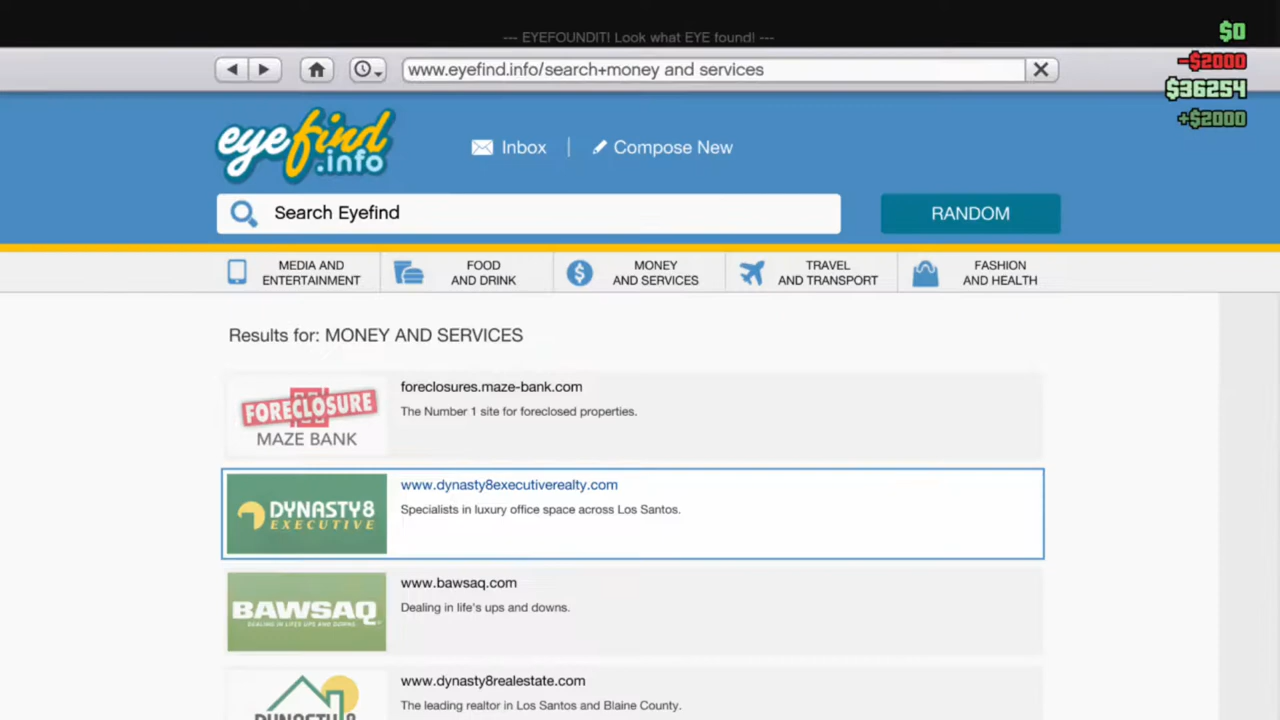 --- EYEFOUNDIT! Look what EYE found! ---
$0
-$2000
$36254
+$2000
www.eyefind.info/search+money and services
eyefind
.info
Inbox
Compose New
Search Eyefind
RANDOM
MEDIA AND
ENTERTAINMENT
FOOD
AND DRINK
MONEY
AND SERVICES
TRAVEL
AND TRANSPORT
FASHION
AND HEALTH
Results for: MONEY AND SERVICES
FORECLOSURE
MAZE BANK
foreclosures.maze-bank.com
The Number 1 site for foreclosed properties.
DYNASTY8
EXECUTIVE
www.dynasty8executiverealty.com
Specialists in luxury office space across Los Santos.
BAWSAQ
DEALING IN LIFE'S UPS AND DOWNS
www.bawsaq.com
Dealing in life's ups and downs.
DYNASTY8
www.dynasty8realestate.com
The leading realtor in Los Santos and Blaine County.